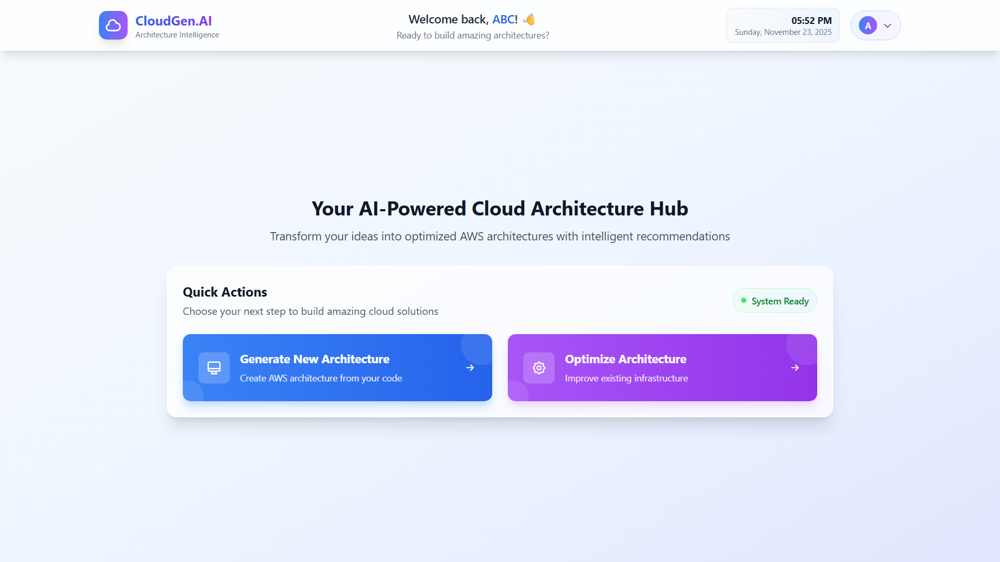 CloudGen.AI
Architecture Intelligence
Welcome back, ABC! 👋
Ready to build amazing architectures?
05:52 PM
Sunday, November 23, 2025
A
Your AI-Powered Cloud Architecture Hub
Transform your ideas into optimized AWS architectures with intelligent recommendations
Quick Actions
Choose your next step to build amazing cloud solutions
System Ready
Generate New Architecture
Create AWS architecture from your code
Optimize Architecture
Improve existing infrastructure